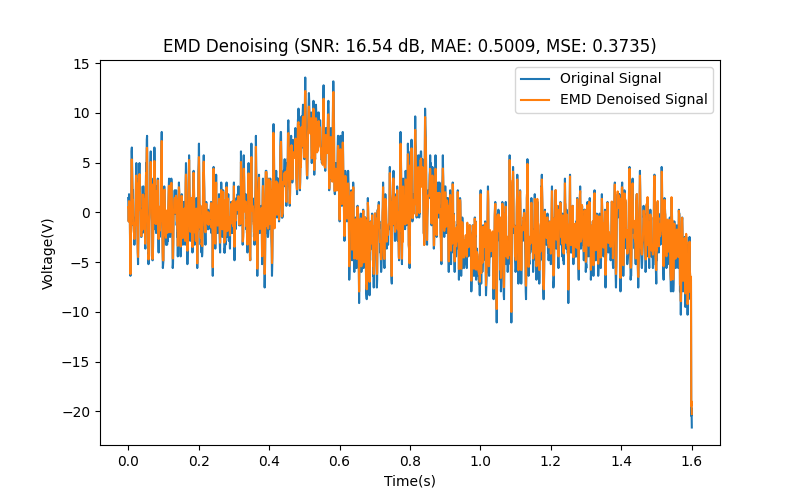 EMD Denoising (SNR: 16.54 dB, MAE: 0.5009, MSE: 0.3735)
Original Signal
EMD Denoised Signal
Voltage(V)
15
10
5
0
−5
−10
−15
−20
0.0 0.2 0.4 0.6 0.8 1.0 1.2 1.4 1.6
Time(s)